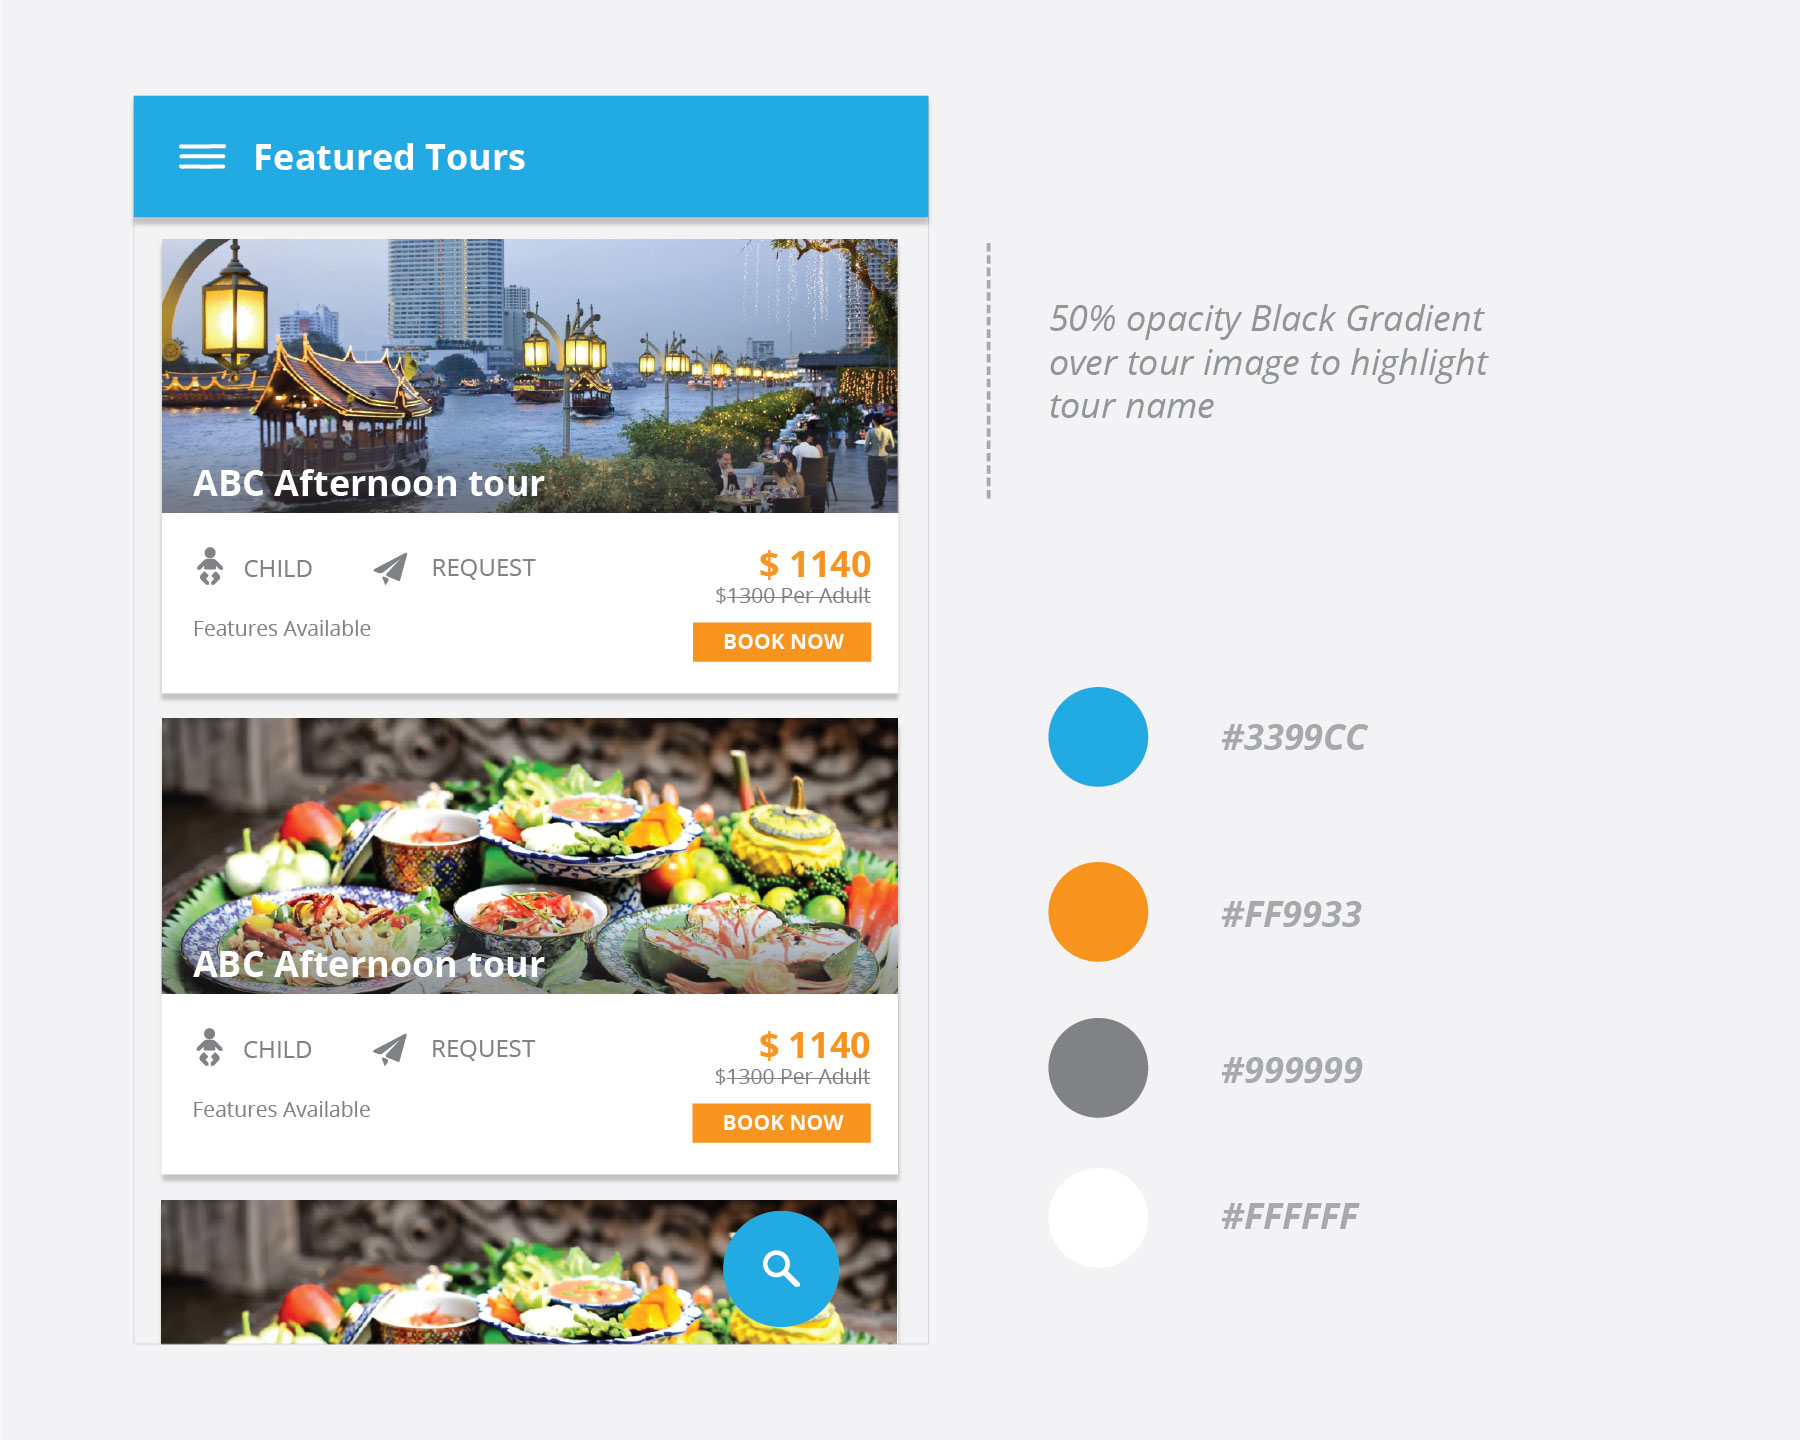 Featured Tours
ABC Afternoon tour
CHILD REQUEST
$ 1140
$1300 Per Adult
Features Available
BOOK NOW
ABC Afternoon tour
CHILD REQUEST
$ 1140
$1300 Per Adult
Features Available
BOOK NOW
50% opacity Black Gradient
over tour image to highlight
tour name
#3399CC
#FF9933
#999999
#FFFFFF